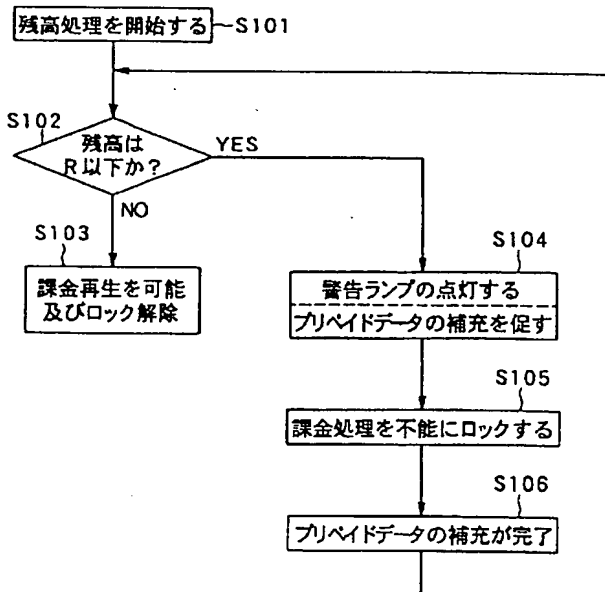 残高処理を開始する S101
S102
残高は
R以下か?
YES
NO
S103
課金再生を可能
及びロック解除
S104
警告ランプの点灯する
プリペイドデータの補充を促す
S105
課金処理を不能にロックする
S106
プリペイドデータの補充が完了